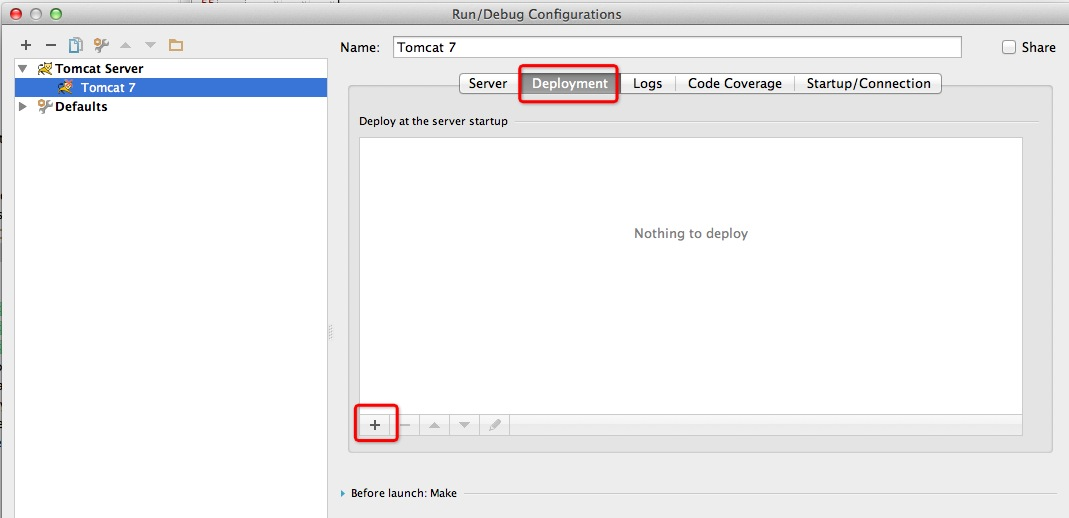 Run/Debug Configurations
Name: Tomcat 7 Share
Tomcat Server
Tomcat 7
Defaults
Server Deployment Logs Code Coverage Startup/Connection
Deploy at the server startup
Nothing to deploy
Before launch: Make